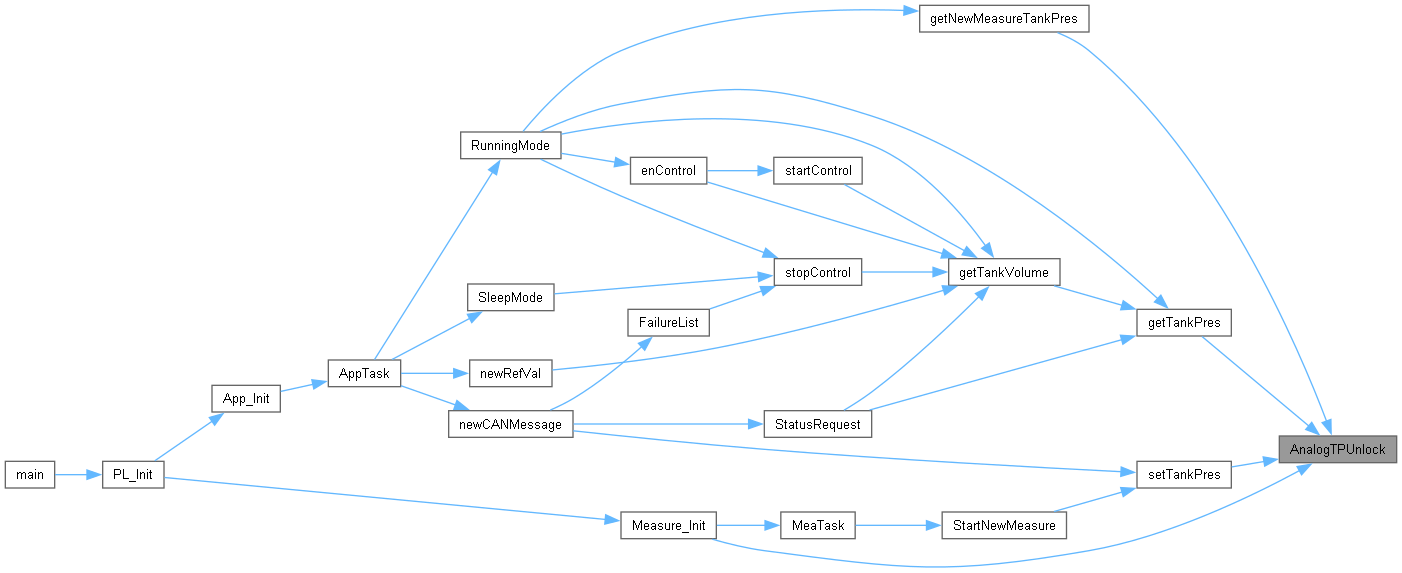 getNewMeasureTankPres
RunningMode
enControl
startControl
stopControl
getTankVolume
SleepMode
FailureList
getTankPres
AppTask
newRefVal
App_Init
newCANMessage
StatusRequest
AnalogTPUnlock
main
PL_Init
setTankPres
Measure_Init
MeaTask
StartNewMeasure